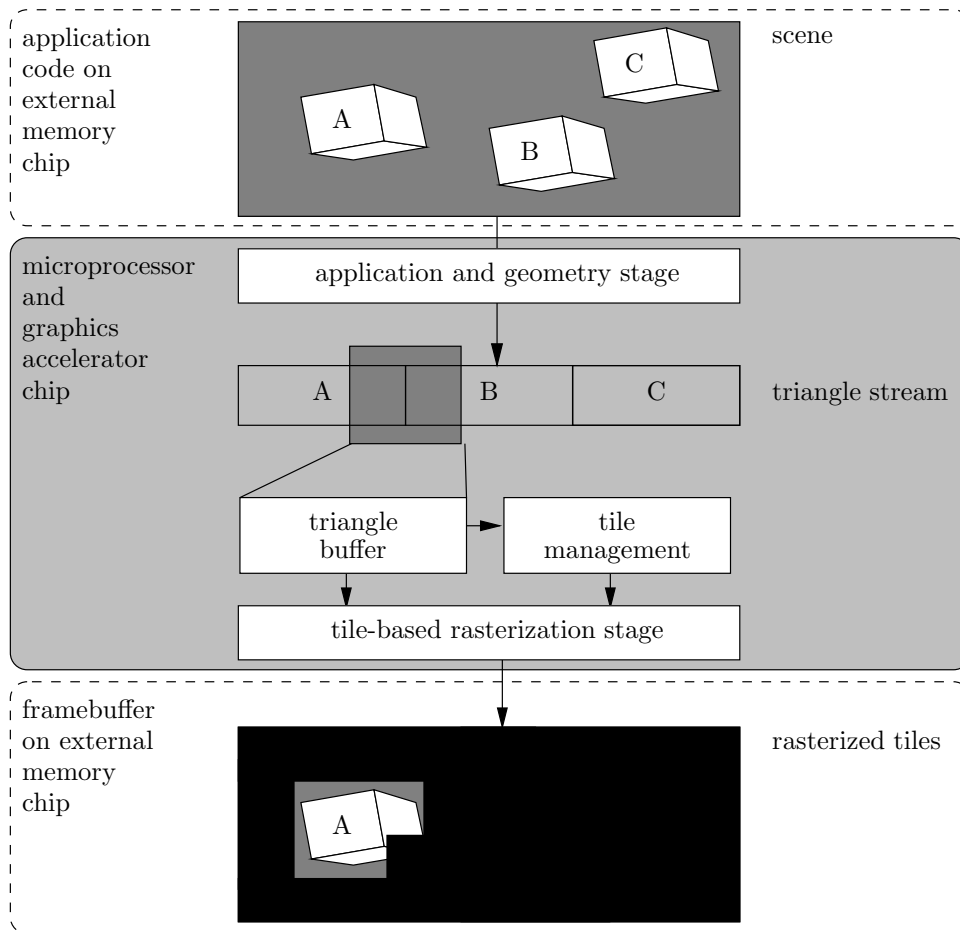 application
code on
external
memory
chip
scene
A
B
C
microprocessor
and
graphics
accelerator
chip
application and geometry stage
A
B
C
triangle stream
triangle
buffer
tile
management
tile-based rasterization stage
framebuffer
on external
memory
chip
rasterized tiles
A